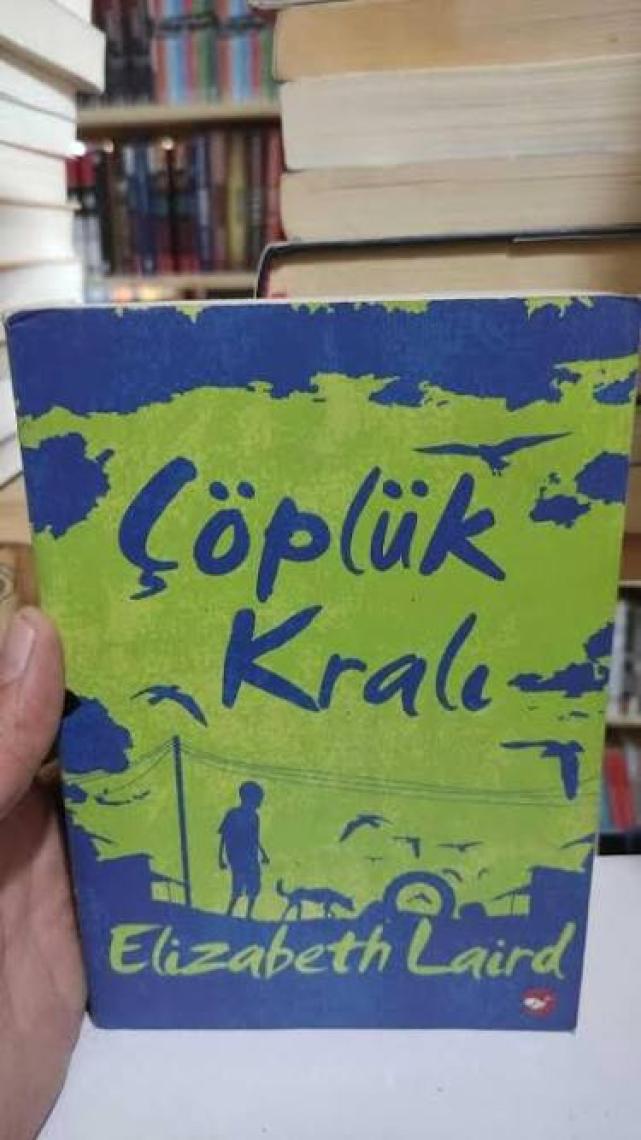 Çöplük
Kralı
Elizabeth Laird